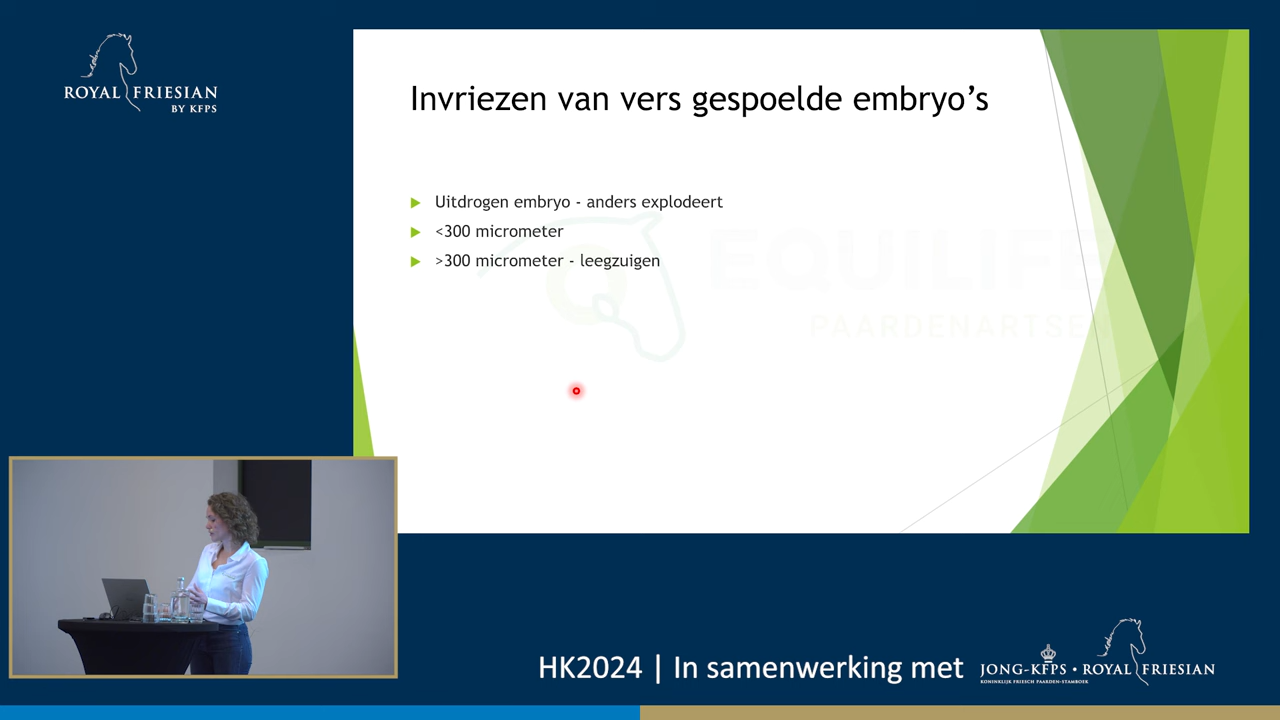 ROYAL FRIESIAN
BY KFPS
Invriezen van vers gespoelde embryo's
Uitdrogen embryo - anders explodeert
<300 micrometer
>300 micrometer - leegzuigen
EQUILIFE
PAARDENARTSE
HK2024 | In samenwerking met
JONG-KFPS • ROYAL FRIESIAN
KONINKLIJK FRIESCH PAARDEN-STAMBOEK